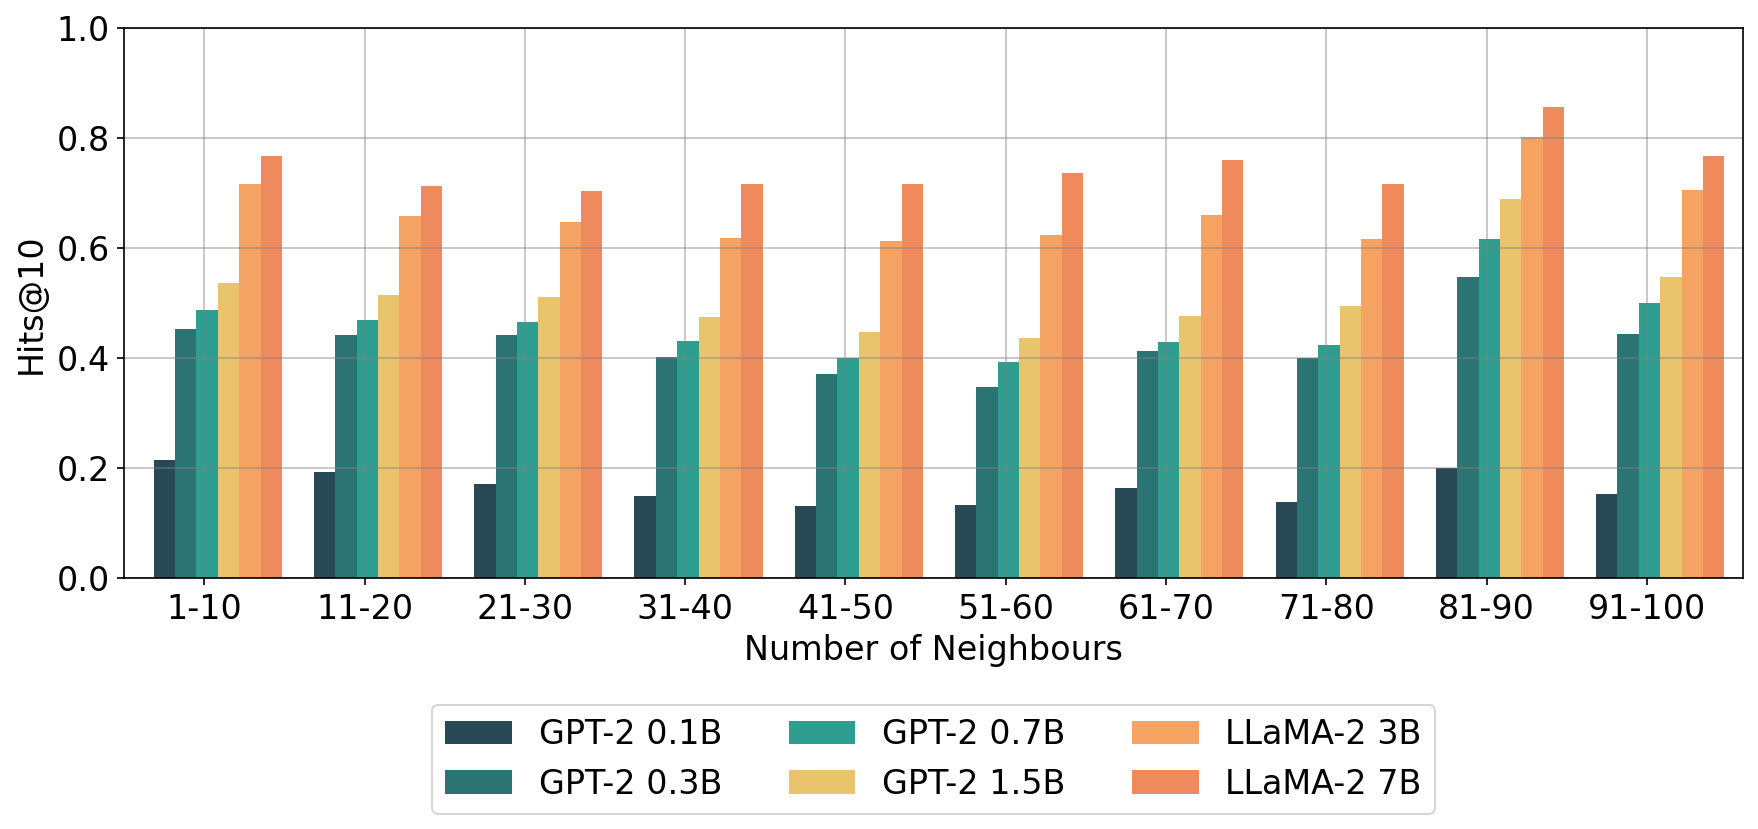 1.0
0.8
0.6
0.4
0.2
0.0
Hits@10
1-10 11-20 21-30 31-40 41-50 51-60 61-70 71-80 81-90 91-100
Number of Neighbours
GPT-2 0.1B GPT-2 0.7B LLaMA-2 3B
GPT-2 0.3B GPT-2 1.5B LLaMA-2 7B